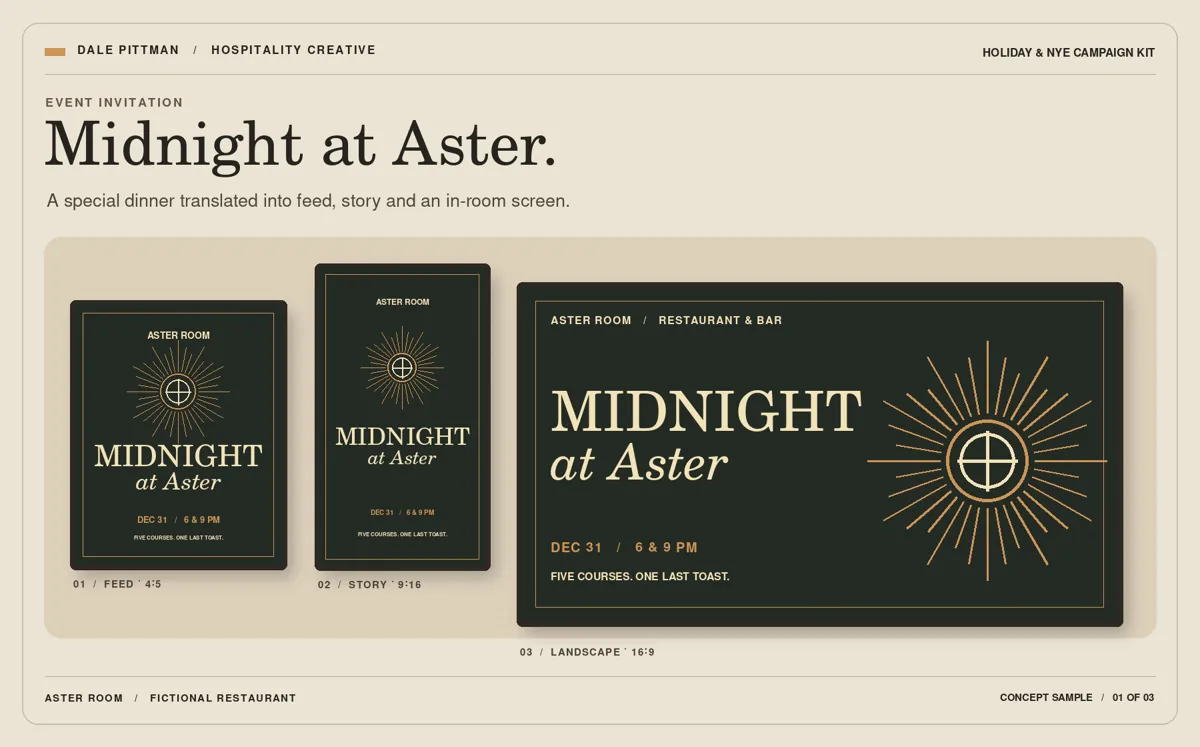 DALE PITTMAN / HOSPITALITY CREATIVE
HOLIDAY & NYE CAMPAIGN KIT
EVENT INVITATION
Midnight at Aster.
A special dinner translated into feed, story and an in-room screen.
ASTER ROOM
MIDNIGHT
at Aster
DEC 31 / 6 & 9 PM
FIVE COURSES. ONE LAST TOAST.
01 / FEED ˙ 4:5
ASTER ROOM
MIDNIGHT
at Aster
DEC 31 / 6 & 9 PM
FIVE COURSES. ONE LAST TOAST.
02 / STORY ˙ 9:16
ASTER ROOM / RESTAURANT & BAR
MIDNIGHT
at Aster
DEC 31 / 6 & 9 PM
FIVE COURSES. ONE LAST TOAST.
03 / LANDSCAPE ˙ 16:9
ASTER ROOM / FICTIONAL RESTAURANT
CONCEPT SAMPLE / 01 OF 03